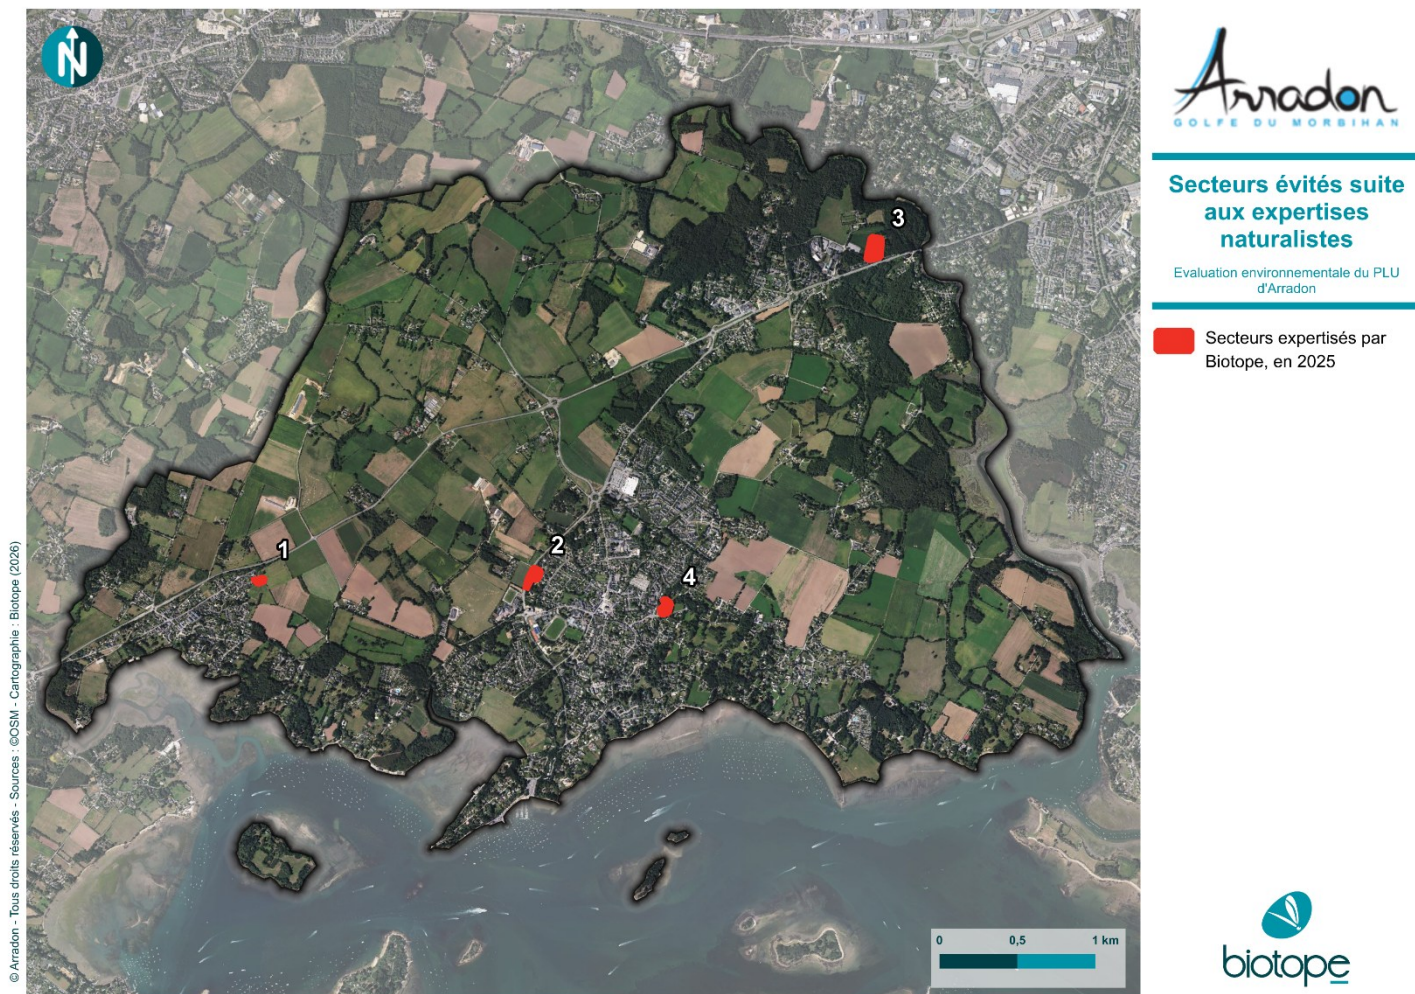 N
Arradon
GOLFE DU MORBIHAN
Secteurs évités suite
aux expertises
naturalistes
Evaluation environnementale du PLU
d'Arradon
Secteurs expertisés par
Biotope, en 2025
3
1
2
4
0
0,5
1 km
biotope
© Arradon - Tous droits réservés - Sources : ©OSM - Cartographie : Biotope (2026)